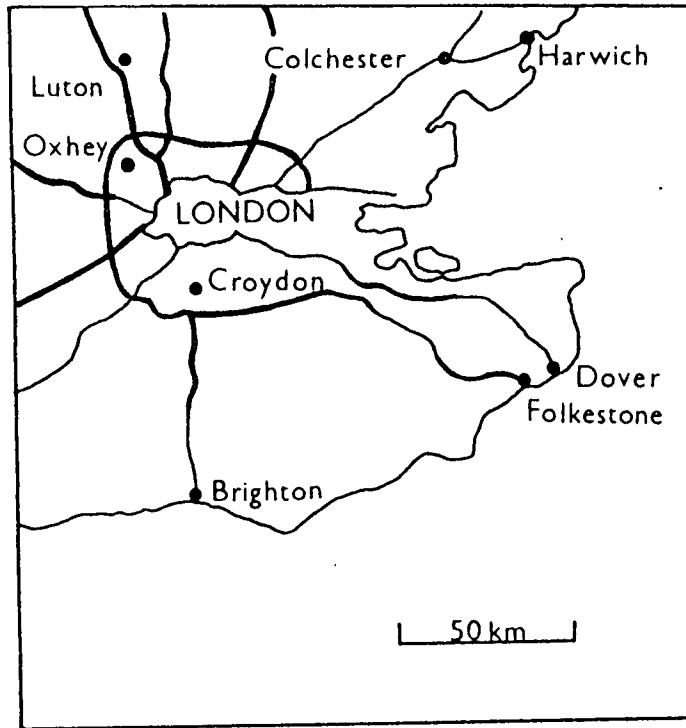 Colchester
Harwich
Luton
Oxhey
LONDON
Croydon
Dover
Folkestone
Brighton
50 km